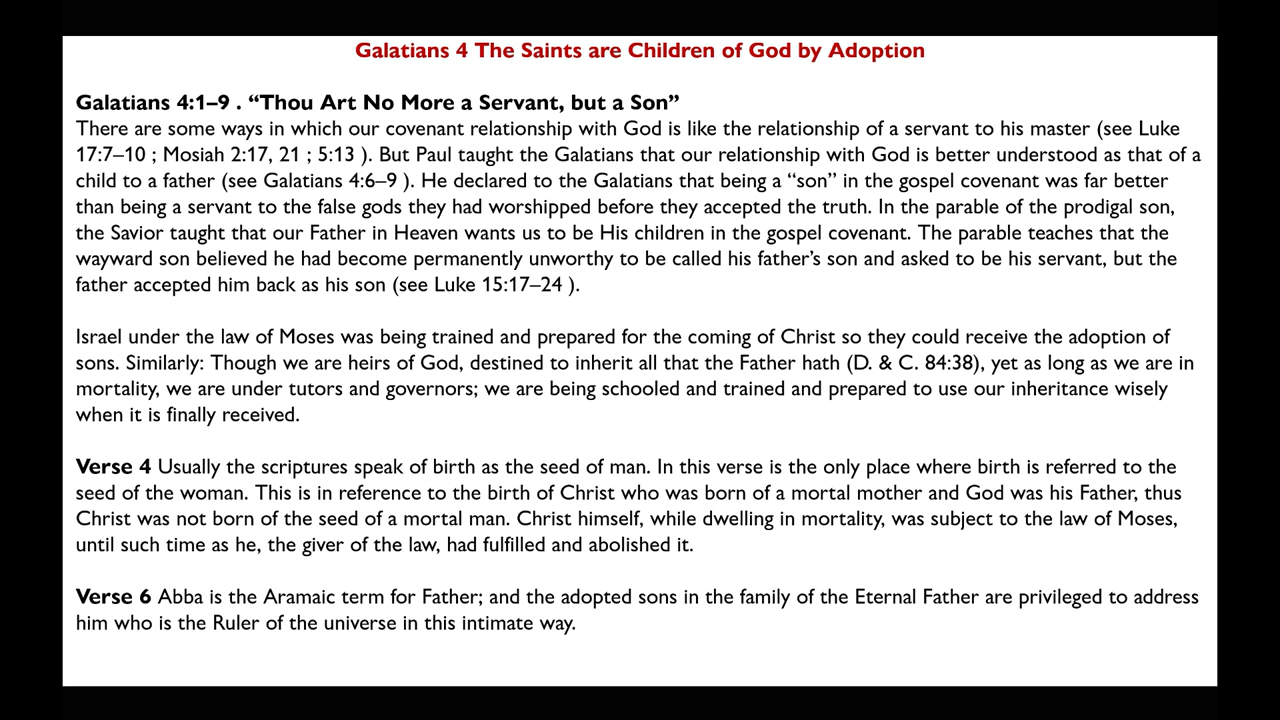 Galatians 4 The Saints are Children of God by Adoption
Galatians 4:1–9 . “Thou Art No More a Servant, but a Son”
There are some ways in which our covenant relationship with God is like the relationship of a servant to his master (see Luke
17:7–10 ; Mosiah 2:17, 21 ; 5:13 ). But Paul taught the Galatians that our relationship with God is better understood as that of a
child to a father (see Galatians 4:6–9 ). He declared to the Galatians that being a “son” in the gospel covenant was far better
than being a servant to the false gods they had worshipped before they accepted the truth. In the parable of the prodigal son,
the Savior taught that our Father in Heaven wants us to be His children in the gospel covenant. The parable teaches that the
wayward son believed he had become permanently unworthy to be called his father’s son and asked to be his servant, but the
father accepted him back as his son (see Luke 15:17–24 ).
Israel under the law of Moses was being trained and prepared for the coming of Christ so they could receive the adoption of
sons. Similarly: Though we are heirs of God, destined to inherit all that the Father hath (D. & C. 84:38), yet as long as we are in
mortality, we are under tutors and governors; we are being schooled and trained and prepared to use our inheritance wisely
when it is finally received.
Verse 4 Usually the scriptures speak of birth as the seed of man. In this verse is the only place where birth is referred to the
seed of the woman. This is in reference to the birth of Christ who was born of a mortal mother and God was his Father, thus
Christ was not born of the seed of a mortal man. Christ himself, while dwelling in mortality, was subject to the law of Moses,
until such time as he, the giver of the law, had fulfilled and abolished it.
Verse 6 Abba is the Aramaic term for Father; and the adopted sons in the family of the Eternal Father are privileged to address
him who is the Ruler of the universe in this intimate way.